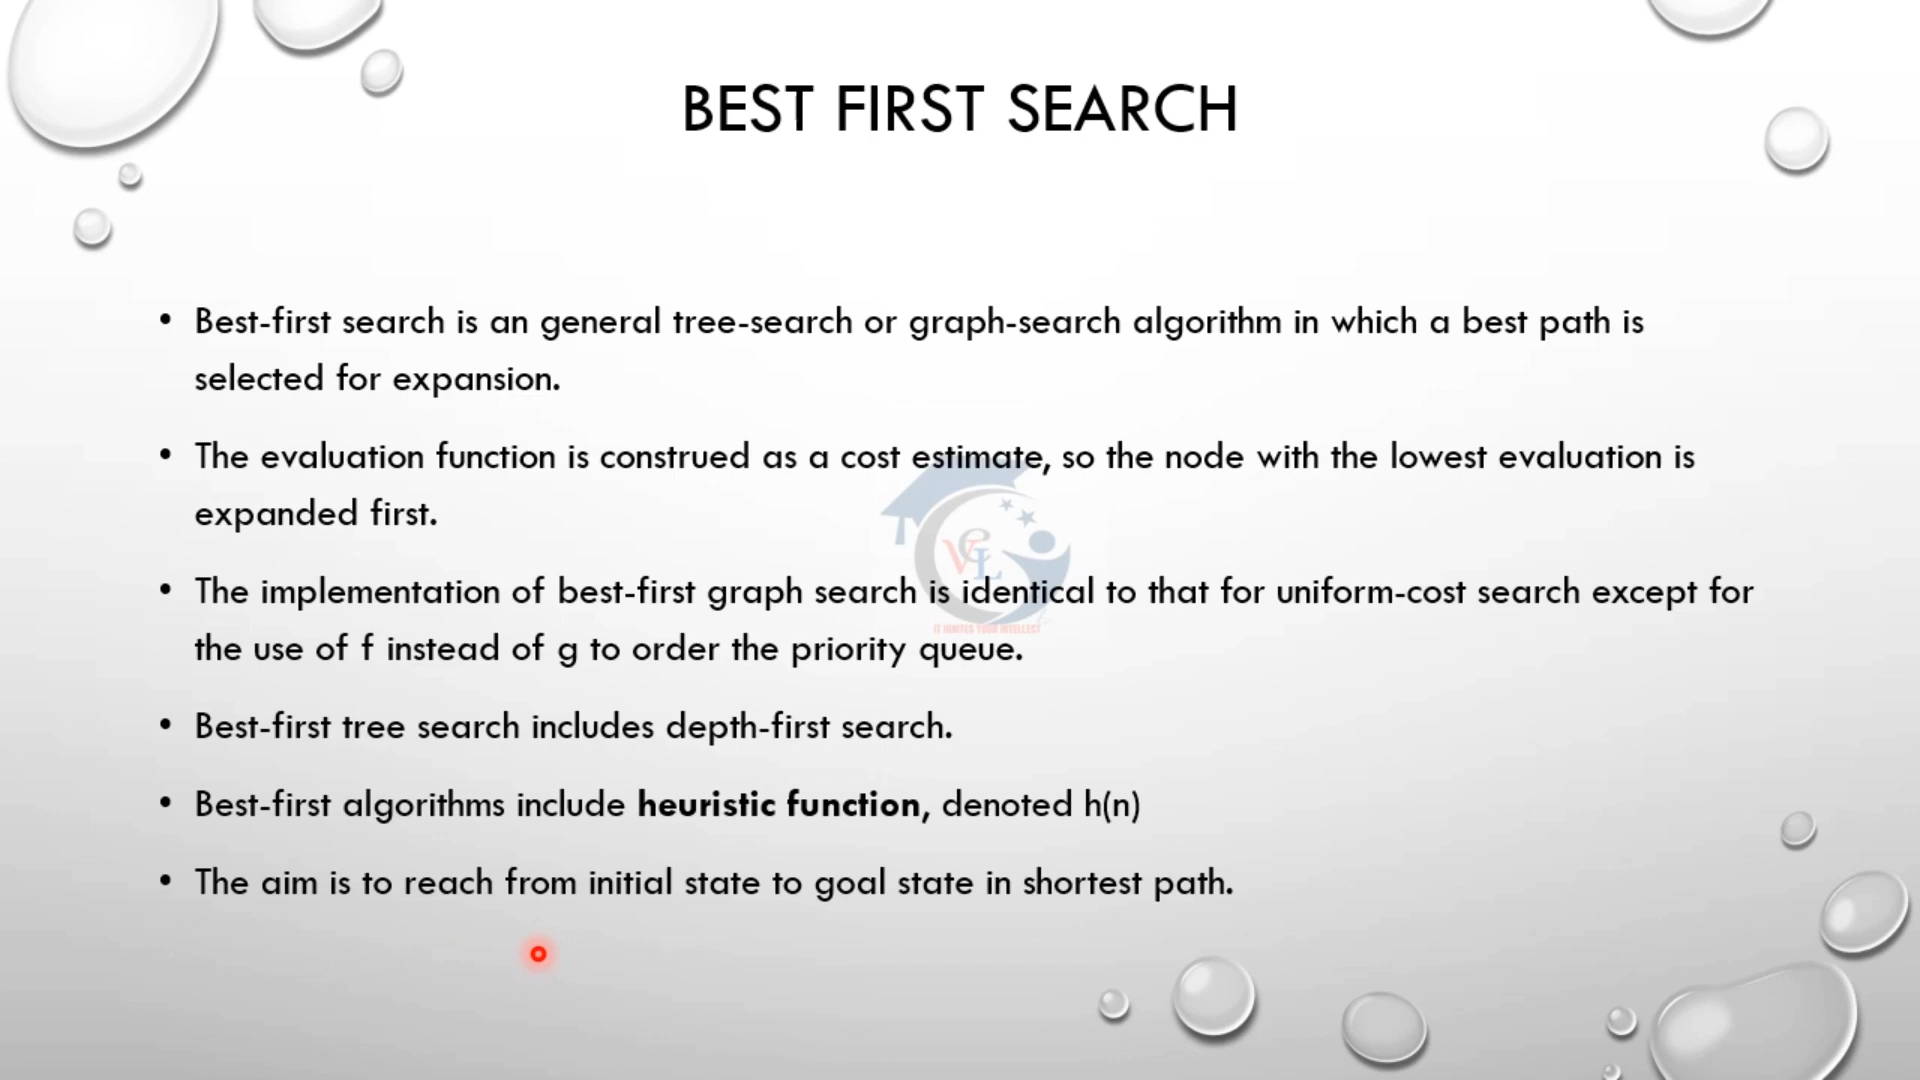 BEST FIRST SEARCH
• Best-first search is an general tree-search or graph-search algorithm in which a best path is
selected for expansion.
• The evaluation function is construed as a cost estimate, so the node with the lowest evaluation is
expanded first.
• The implementation of best-first graph search is identical to that for uniform-cost search except for
the use of f instead of g to order the priority queue.
• Best-first tree search includes depth-first search.
• Best-first algorithms include heuristic function, denoted h(n)
• The aim is to reach from initial state to goal state in shortest path.
VeL
IT IGNITES YOUR INTELLECT